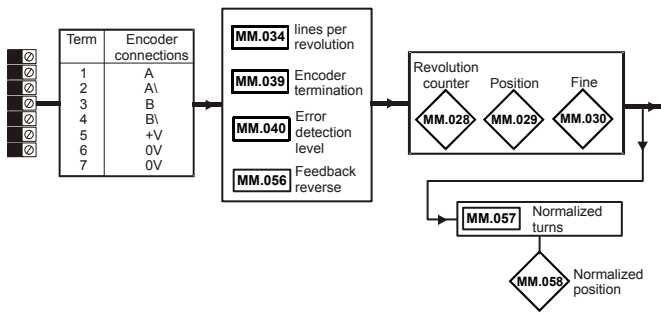 Term Encoder connections
1 A
2 A\
3 B
4 B\
5 +V
6 0V
7 0V
MM.034 lines per revolution
MM.039 Encoder termination
MM.040 Error detection level
MM.056 Feedback reverse
Revolution counter
MM.028
Position
MM.029
Fine
MM.030
MM.057 Normalized turns
MM.058 Normalized position